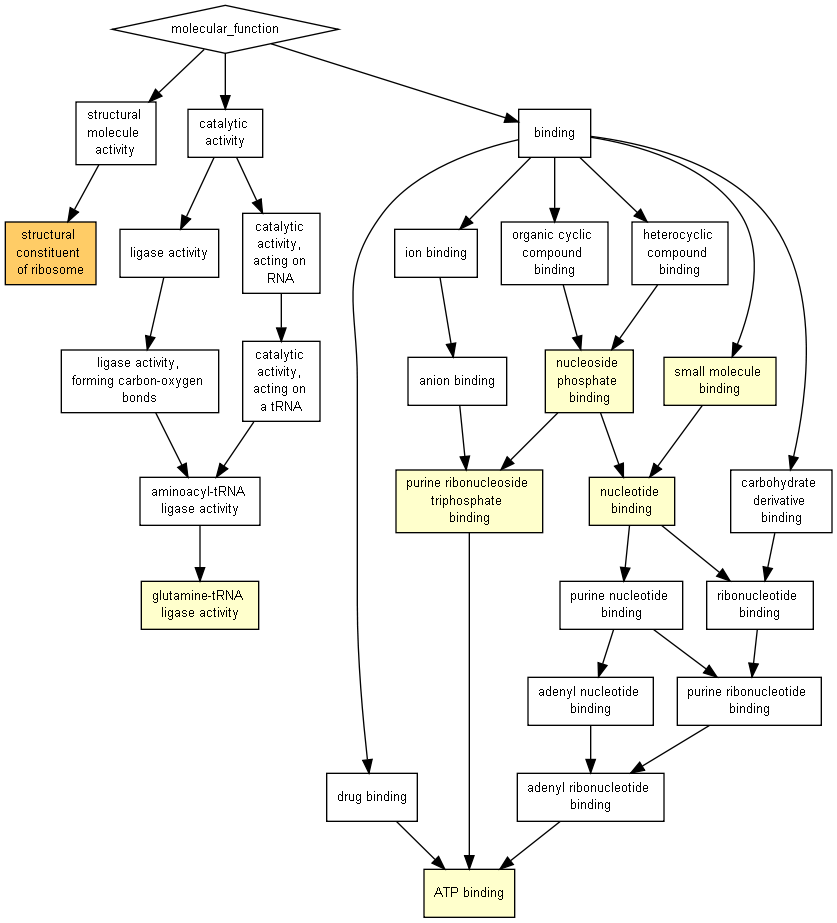 molecular_function
structural
molecule
activity
catalytic
activity
binding
structural
constituent
of ribosome
ligase activity
catalytic
activity,
acting on
RNA
ion binding
organic cyclic
compound
binding
heterocyclic
compound
binding
ligase activity,
forming carbon-oxygen
bonds
catalytic
activity,
acting on
a tRNA
anion binding
nucleoside
phosphate
binding
small molecule
binding
aminoacyl-tRNA
ligase activity
purine ribonucleoside
triphosphate
binding
nucleotide
binding
carbohydrate
derivative
binding
glutamine-tRNA
ligase activity
purine nucleotide
binding
ribonucleotide
binding
adenyl nucleotide
binding
purine ribonucleotide
binding
drug binding
adenyl ribonucleotide
binding
ATP binding